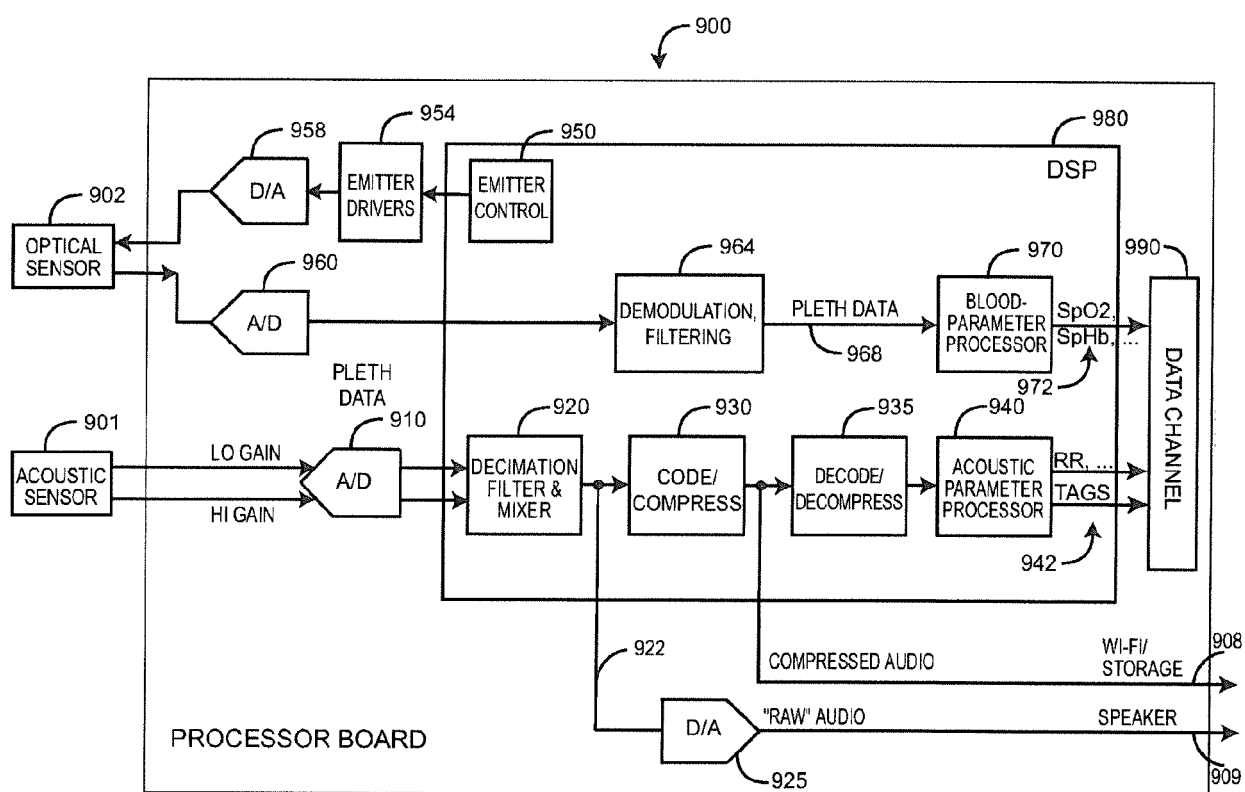 900
980
958
954
950
DSP
D/A
EMITTER
DRIVERS
EMITTER
CONTROL
902
OPTICAL
SENSOR
960
A/D
964
DEMODULATION,
FILTERING
PLETH DATA
968
970
BLOOD-
PARAMETER
PROCESSOR
SpO2,
SpHb, ...
972
990
DATA CHANNEL
PLETH
DATA
901
ACOUSTIC
SENSOR
LO GAIN
HI GAIN
910
A/D
920
DECIMATION
FILTER &
MIXER
930
CODE/
COMPRESS
935
DECODE/
DECOMPRESS
940
ACOUSTIC
PARAMETER
PROCESSOR
RR, ...
TAGS
942
922
COMPRESSED AUDIO
WI-FI/
STORAGE
908
D/A
925
"RAW" AUDIO
SPEAKER
909
PROCESSOR BOARD